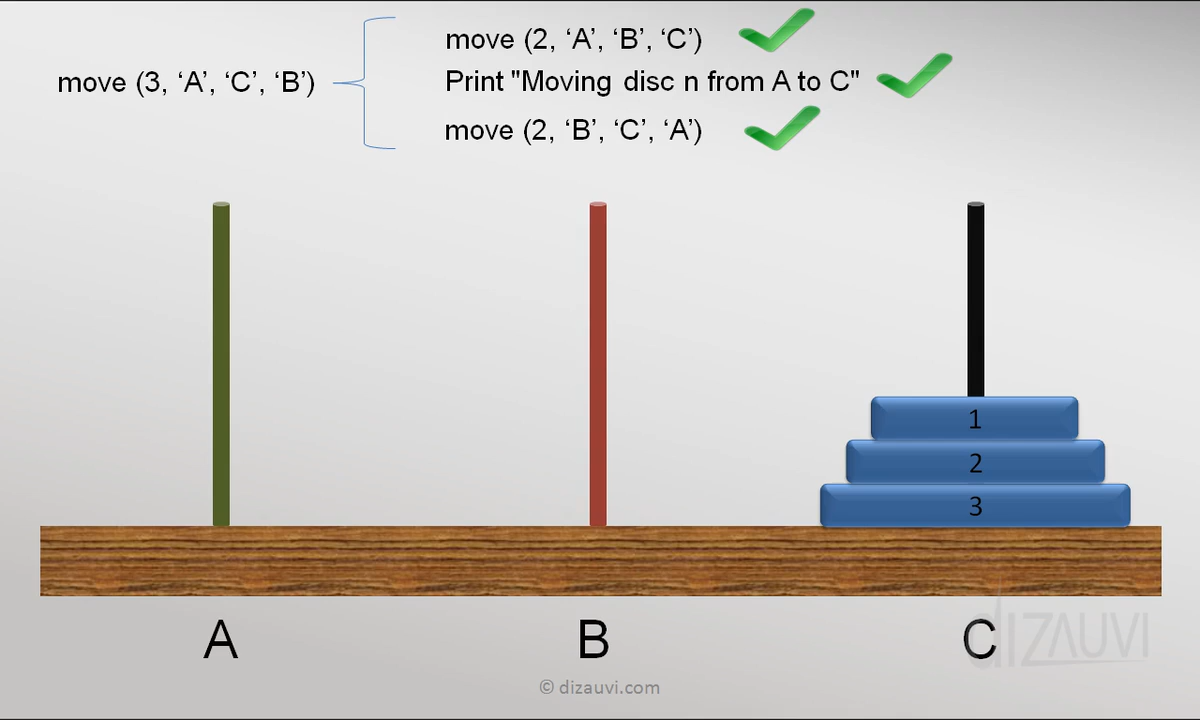 move (2, ‘A’, ‘B’, ‘C’)
move (3, ‘A’, ‘C’, ‘B’)
Print "Moving disc n from A to C"
move (2, ‘B’, ‘C’, ‘A’)
1
2
3
A B C
dizauvi
© dizauvi.com